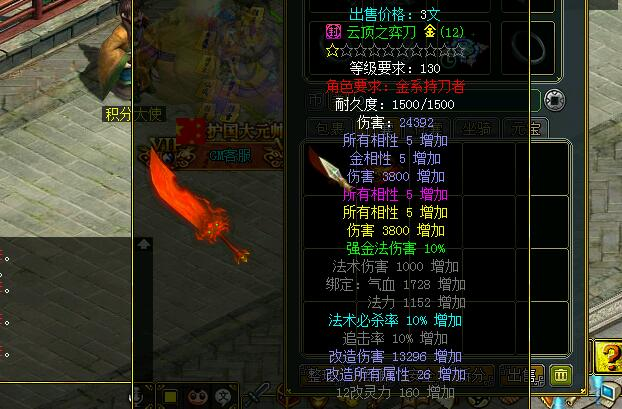 出售价格: 3文
云顶之弈刀 金(12)
等级要求: 130
角色要求: 金系持刀者
耐久度: 1500/1500
伤害: 24392
所有相性 5 增加
金相性 5 增加
伤害 3800 增加
所有相性 5 增加
所有相性 5 增加
伤害 3800 增加
强金法伤害 10%
法术伤害 1000 增加
绑定: 气血 1728 增加
法力 1152 增加
法术必杀率 10% 增加
追击率 10% 增加
改造伤害 13296 增加
改造所有属性 26 增加
12改灵力 160 增加
积分大使
护国大元帅
VII
GM客服
包裹
坐骑
元宝
出售